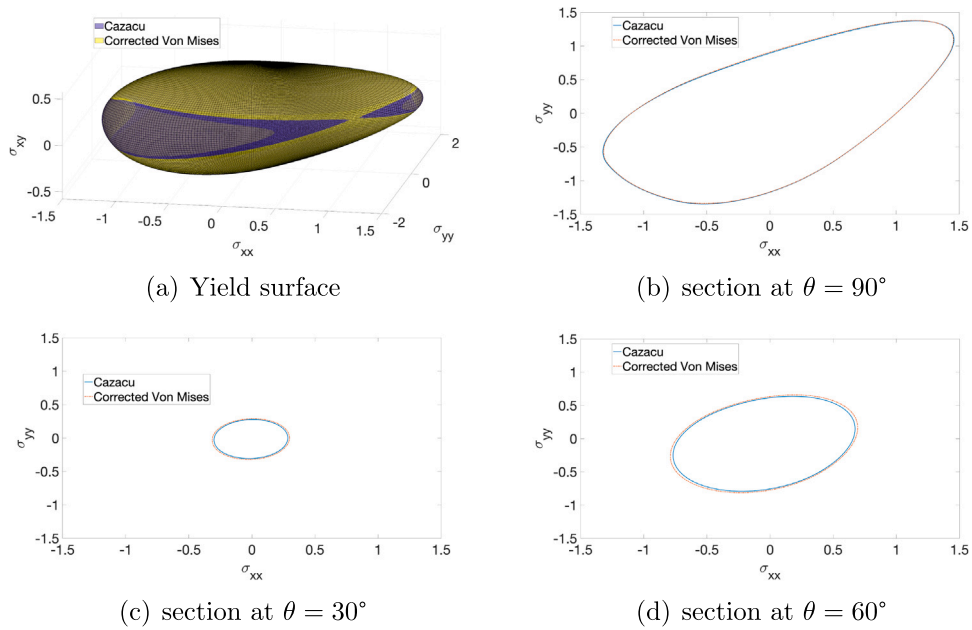 Cazacu
Corrected Von Mises
0.5
0
-0.5
σxy
-1.5
-1
-0.5
0
0.5
1
1.5
σxx
-2
0
2
σyy
(a) Yield surface
Cazacu
Corrected Von Mises
1.5
1
0.5
0
-0.5
-1
-1.5
σyy
-1.5 -1 -0.5 0 0.5 1 1.5
σxx
(b) section at θ = 90°
Cazacu
Corrected Von Mises
1.5
1
0.5
0
-0.5
-1
-1.5
σyy
-1.5 -1 -0.5 0 0.5 1 1.5
σxx
(c) section at θ = 30°
Cazacu
Corrected Von Mises
1.5
1
0.5
0
-0.5
-1
-1.5
σyy
-1.5 -1 -0.5 0 0.5 1 1.5
σxx
(d) section at θ = 60°